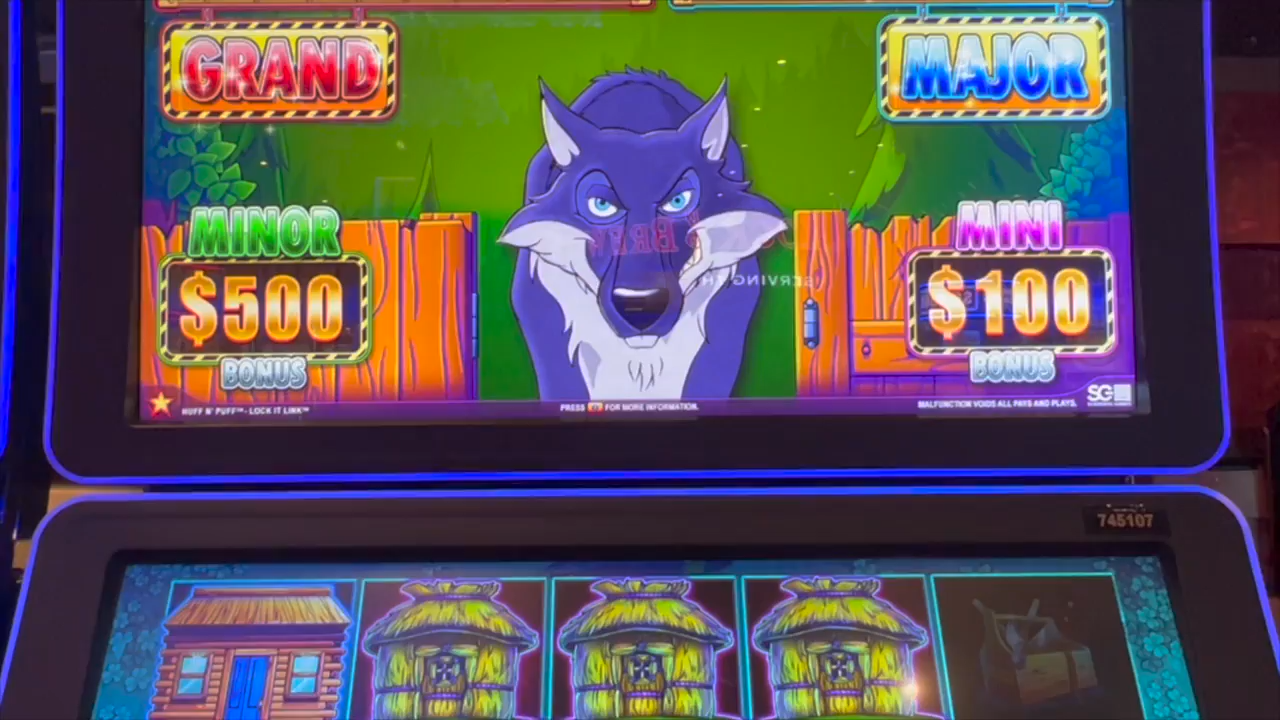 GRAND
MAJOR
MINOR
$500
BONUS
MINI
$100
BONUS
HUFF N' PUFF™ - LOCK IT LINK™
PRESS FOR MORE INFORMATION.
MALFUNCTION VOIDS ALL PAYS AND PLAYS.
SG
745107